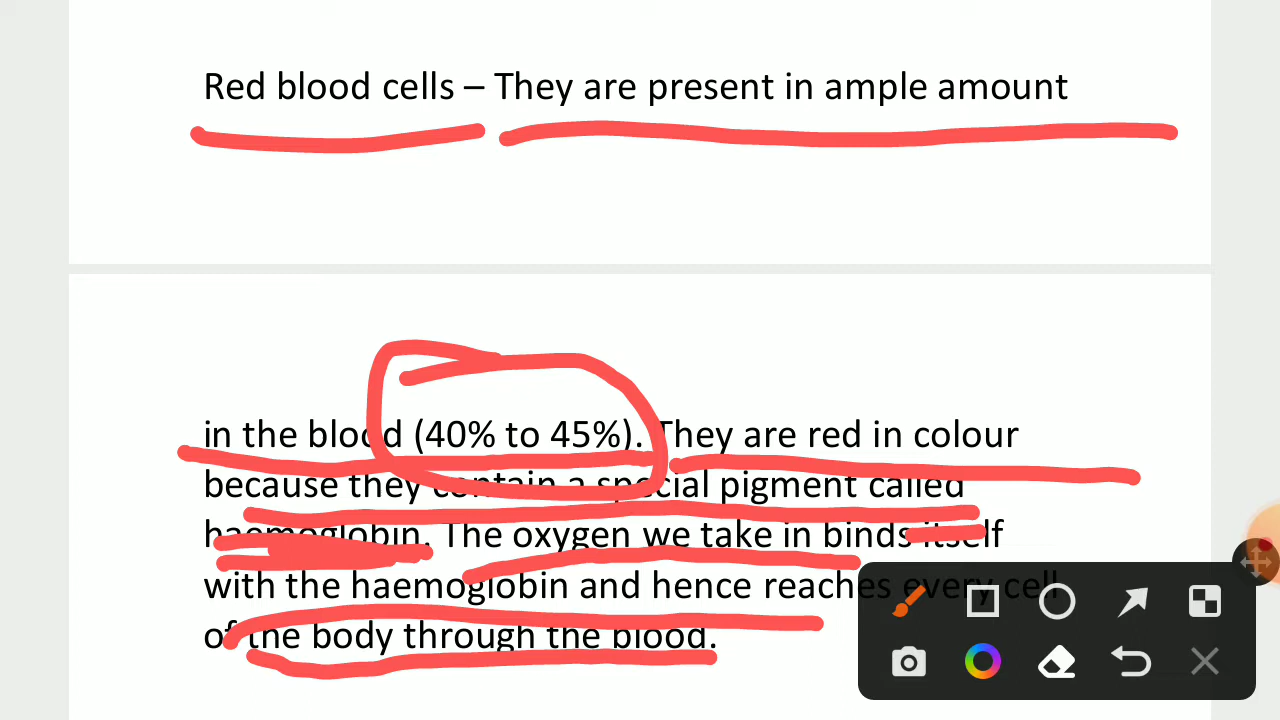 Red blood cells – They are present in ample amount
in the blood (40% to 45%). They are red in colour
because they contain a special pigment called
haemoglobin. The oxygen we take in binds itself
with the haemoglobin and hence reaches every cell
of the body through the blood.